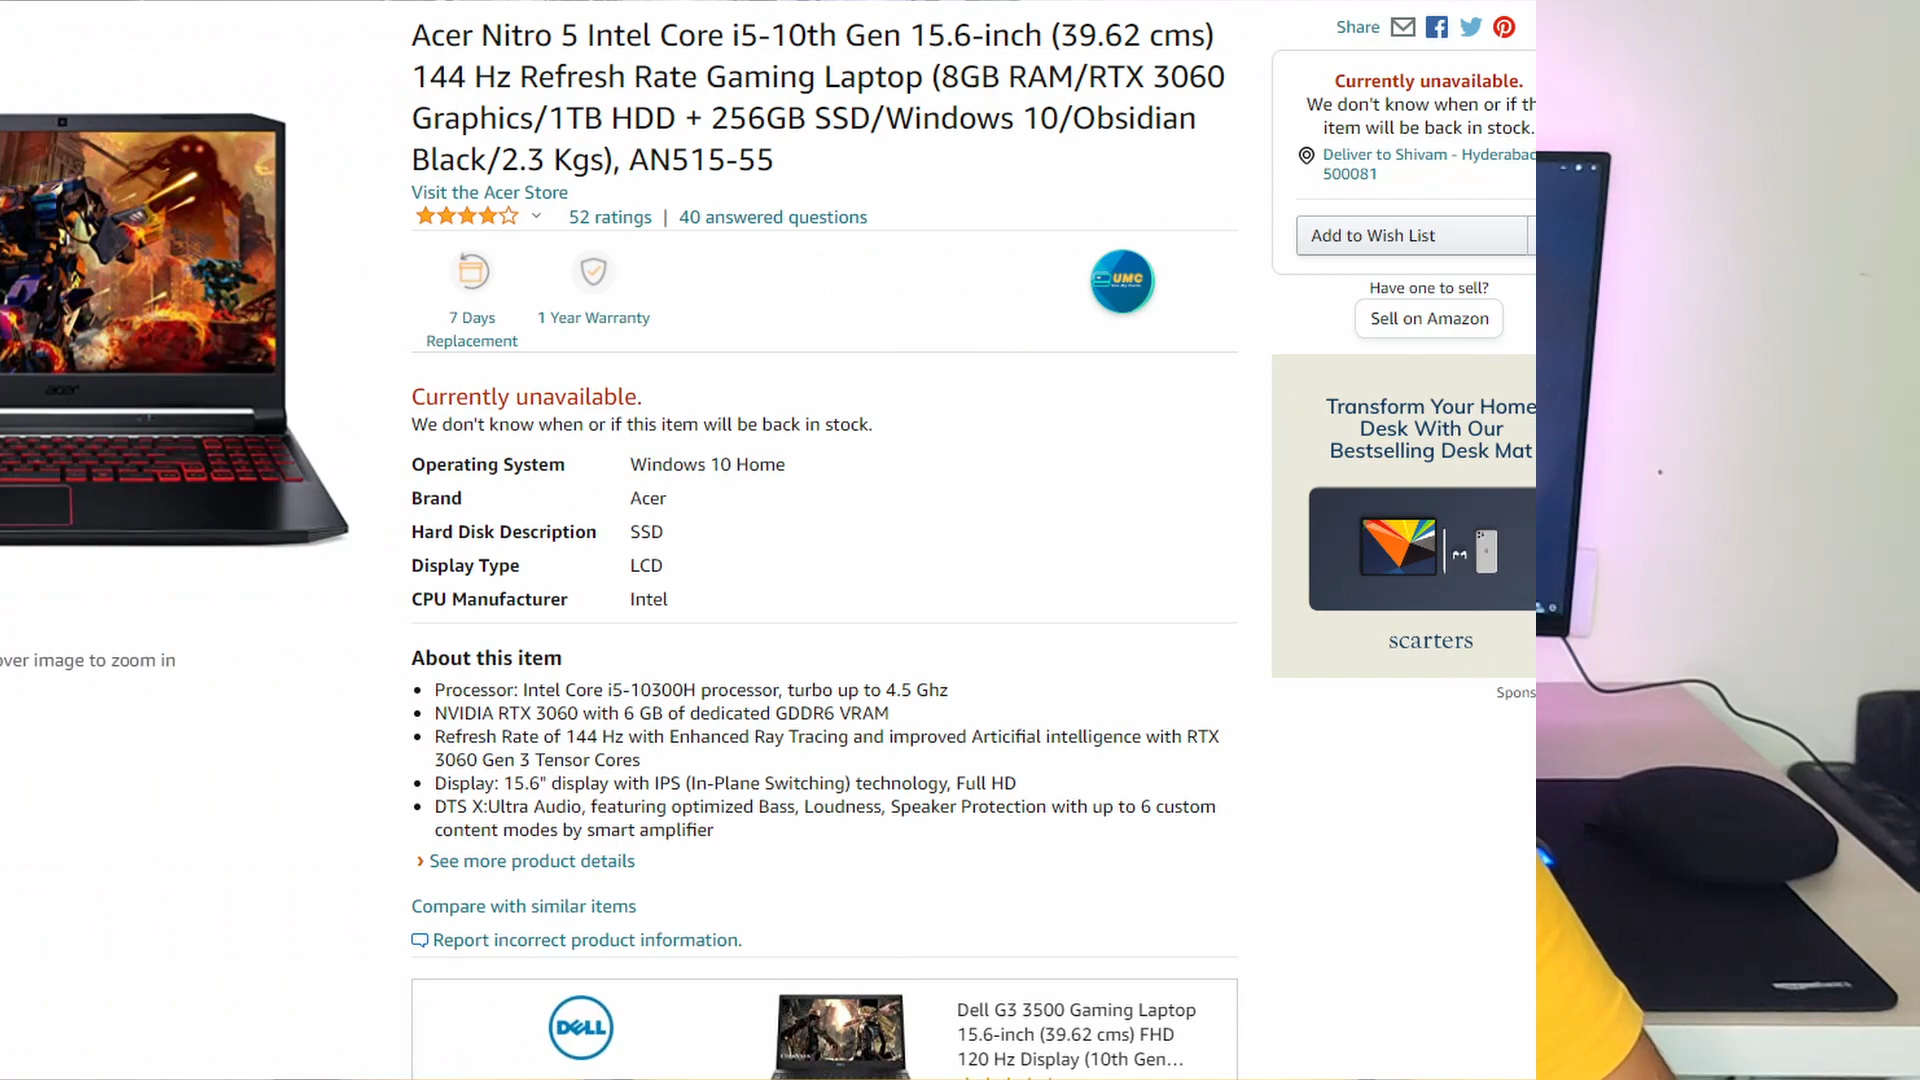 Acer Nitro 5 Intel Core i5-10th Gen 15.6-inch (39.62 cms)
144 Hz Refresh Rate Gaming Laptop (8GB RAM/RTX 3060
Graphics/1TB HDD + 256GB SSD/Windows 10/Obsidian
Black/2.3 Kgs), AN515-55
Visit the Acer Store
52 ratings | 40 answered questions
7 Days
Replacement
1 Year Warranty
UMC
Currently unavailable.
We don't know when or if this item will be back in stock.
Operating System Windows 10 Home
Brand Acer
Hard Disk Description SSD
Display Type LCD
CPU Manufacturer Intel
About this item
• Processor: Intel Core i5-10300H processor, turbo up to 4.5 Ghz
• NVIDIA RTX 3060 with 6 GB of dedicated GDDR6 VRAM
• Refresh Rate of 144 Hz with Enhanced Ray Tracing and improved Articifial intelligence with RTX
3060 Gen 3 Tensor Cores
• Display: 15.6" display with IPS (In-Plane Switching) technology, Full HD
• DTS X:Ultra Audio, featuring optimized Bass, Loudness, Speaker Protection with up to 6 custom
content modes by smart amplifier
› See more product details
Compare with similar items
Report incorrect product information.
DELL
Dell G3 3500 Gaming Laptop
15.6-inch (39.62 cms) FHD
120 Hz Display (10th Gen...
acer
over image to zoom in
Share
Currently unavailable.
We don't know when or if th
item will be back in stock.
Deliver to Shivam - Hyderabad
500081
Add to Wish List
Have one to sell?
Sell on Amazon
Transform Your Home
Desk With Our
Bestselling Desk Mat
scarters
Spons